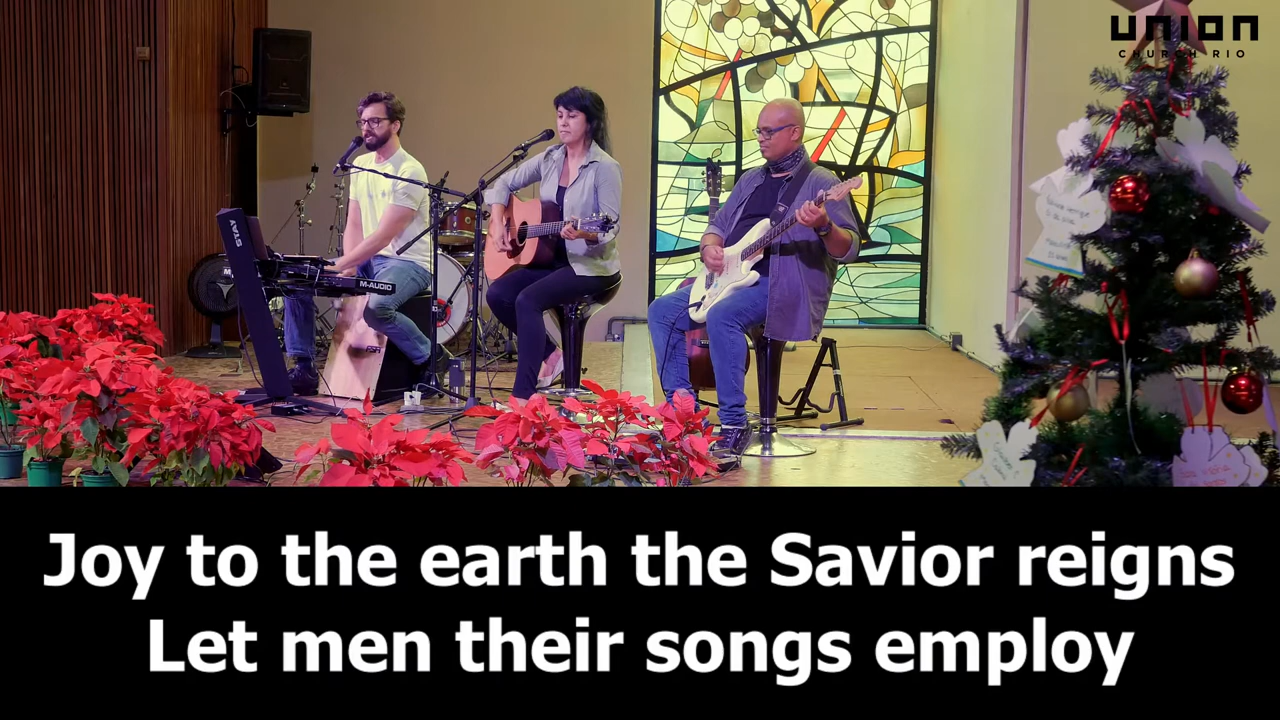 UNION
CHURCH RIO
STAY
M-AUDIO
Joy to the earth the Savior reigns
Let men their songs employ